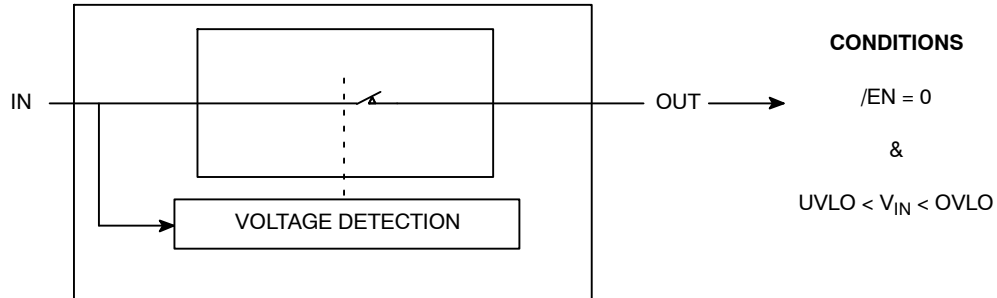 CONDITIONS
IN
OUT
/EN = 0
&
VOLTAGE DETECTION
UVLO < VIN < OVLO